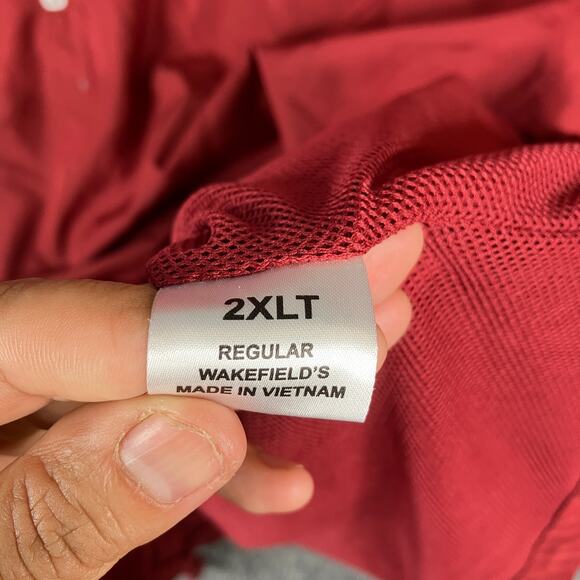 2XLT
REGULAR
WAKEFIELD'S
MADE IN VIETNAM